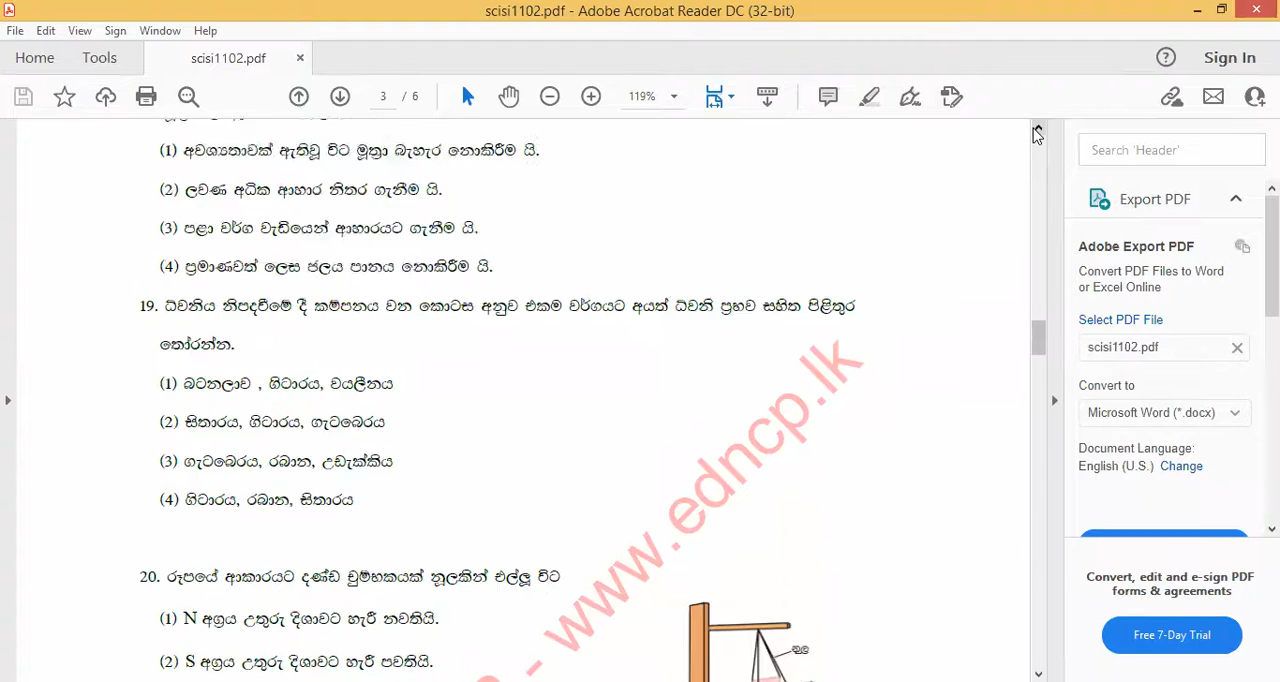 scisi1102.pdf - Adobe Acrobat Reader DC (32-bit)
File Edit View Sign Window Help
Home Tools scisi1102.pdf × Sign In
3 / 6 119%
(1) අවශ්‍යතාවක් ඇතිවූ විට මූත්‍රා බැහැර නොකිරීම යි.
(2) ලවණ අධික ආහාර නිතර ගැනීම යි.
(3) පළා වර්ග වැඩියෙන් ආහාරයට ගැනීම යි.
(4) ප්‍රමාණවත් ලෙස ජලය පානය නොකිරීම යි.
19. ධ්වනිය නිපදවීමේ දී කම්පනය වන කොටස අනුව එකම වර්ගයට අයත් ධ්වනි ප්‍රභව සහිත පිළිතුර
තෝරන්න.
(1) බටනලාව , ගිටාරය, වයලීනය
(2) සිතාරය, ගිටාරය, ගැටබෙරය
(3) ගැටබෙරය, රබාන, උඩැක්කිය
(4) ගිටාරය, රබාන, සිතාරය
20. රූපයේ ආකාරයට දණ්ඩ චුම්භකයක් නූලකින් එල්ලූ විට
(1) N අග්‍රය උතුරු දිශාවට හැරී නවතියි.
(2) S අග්‍රය උතුරු දිශාවට හැරී පවතියි.
නූල
- www.edncp.lk
Search 'Header'
Export PDF
Adobe Export PDF
Convert PDF Files to Word
or Excel Online
Select PDF File
scisi1102.pdf
Convert to
Microsoft Word (*.docx)
Document Language:
English (U.S.) Change
Convert, edit and e-sign PDF
forms & agreements
Free 7-Day Trial